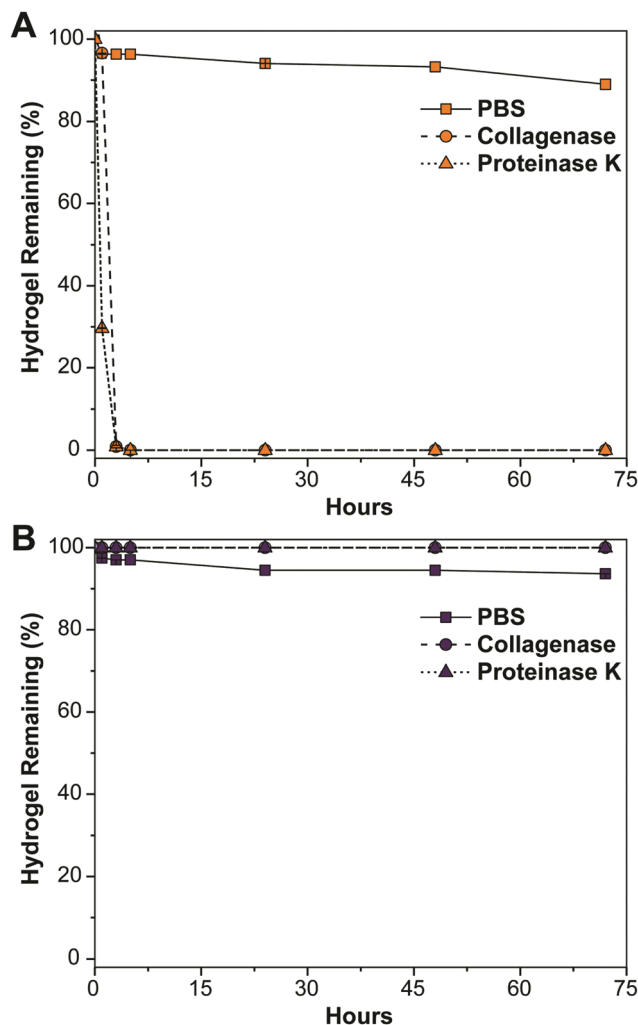 A
Hydrogel Remaining (%)
100
80
60
40
20
0
PBS
Collagenase
Proteinase K
0 15 30 45 60 75
Hours
B
Hydrogel Remaining (%)
100
80
60
40
20
0
PBS
Collagenase
Proteinase K
0 15 30 45 60 75
Hours